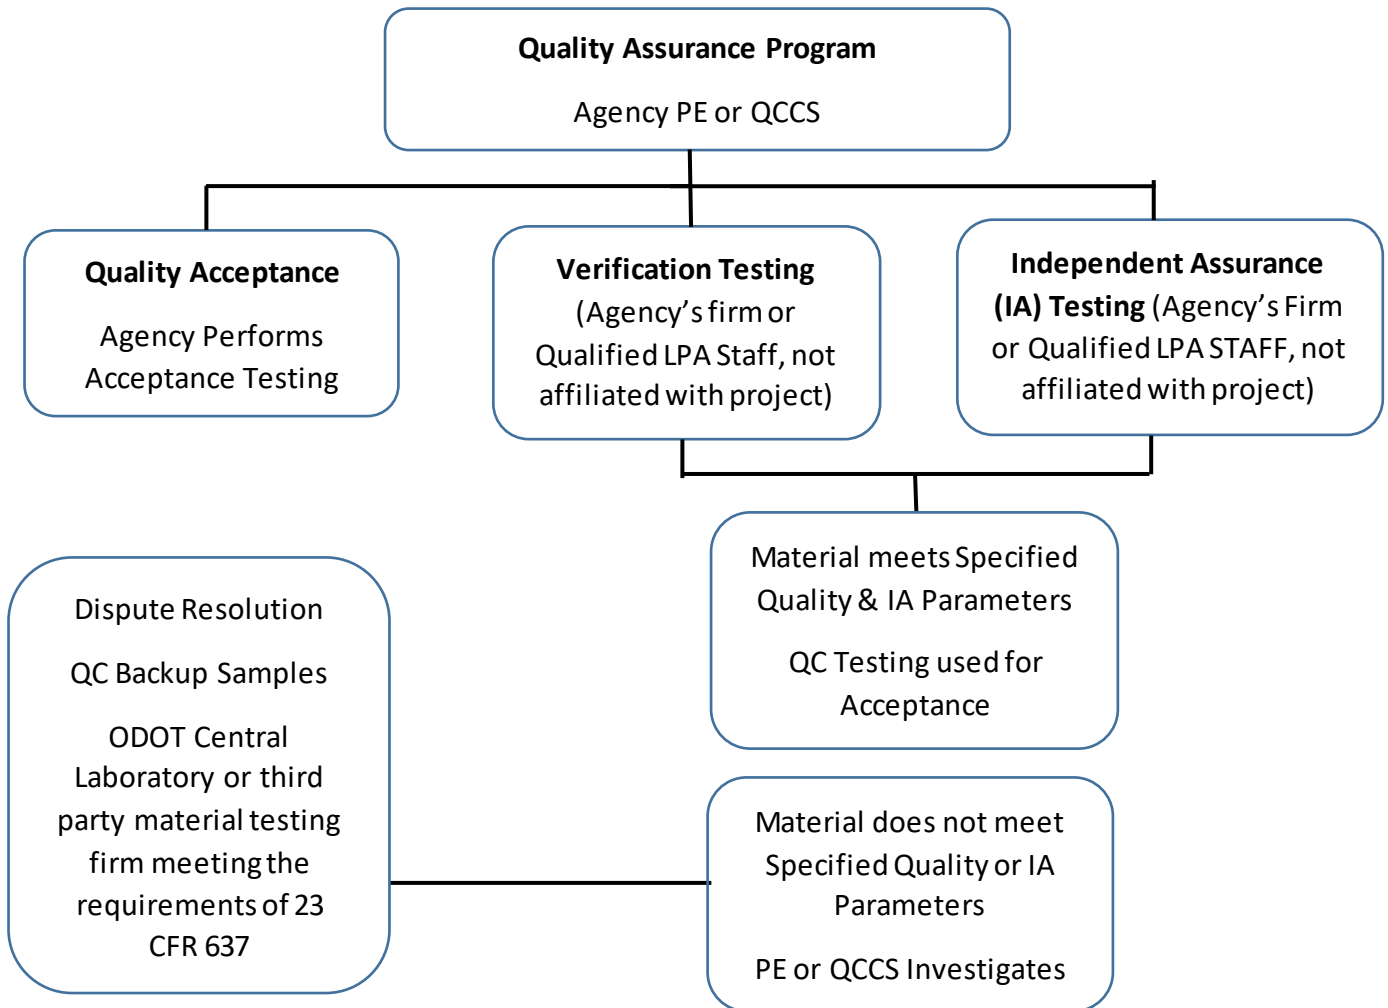 Quality Assurance Program
Agency PE or QCCS
Quality Acceptance
Agency Performs
Acceptance Testing
Verification Testing
(Agency’s firm or
Qualified LPA Staff, not
affiliated with project)
Independent Assurance
(IA) Testing (Agency’s Firm
or Qualified LPA STAFF, not
affiliated with project)
Material meets Specified
Quality & IA Parameters
QC Testing used for
Acceptance
Dispute Resolution
QC Backup Samples
ODOT Central
Laboratory or third
party material testing
firm meeting the
requirements of 23
CFR 637
Material does not meet
Specified Quality or IA
Parameters
PE or QCCS Investigates